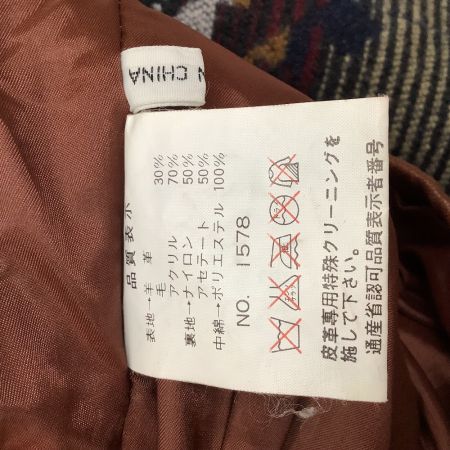 N CHINA
品質表示
表地→羊革
毛 30%
アクリル 70%
裏地→ナイロン 50%
アセテート 50%
中綿→ポリエステル 100%
NO. 1578
皮革専用特殊クリーニングを
施して下さい。
通産省認可品質表示者番号